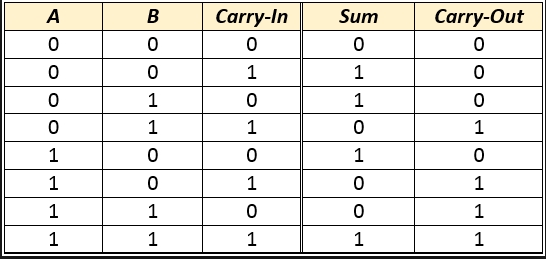 A B Carry-In Sum Carry-Out
0 0 0 0 0
0 0 1 1 0
0 1 0 1 0
0 1 1 0 1
1 0 0 1 0
1 0 1 0 1
1 1 0 0 1
1 1 1 1 1